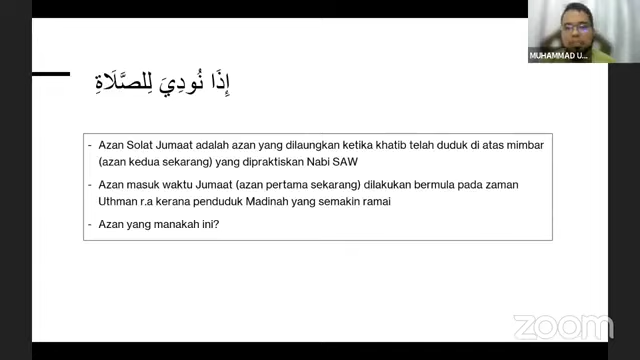 MUHAMMAD U...
إِذَا نُودِيَ لِلصَّلَاةِ
- Azan Solat Jumaat adalah azan yang dilaungkan ketika khatib telah duduk di atas mimbar
(azan kedua sekarang) yang dipraktiskan Nabi SAW
- Azan masuk waktu Jumaat (azan pertama sekarang) dilakukan bermula pada zaman
Uthman r.a kerana penduduk Madinah yang semakin ramai
- Azan yang manakah ini?
zoom